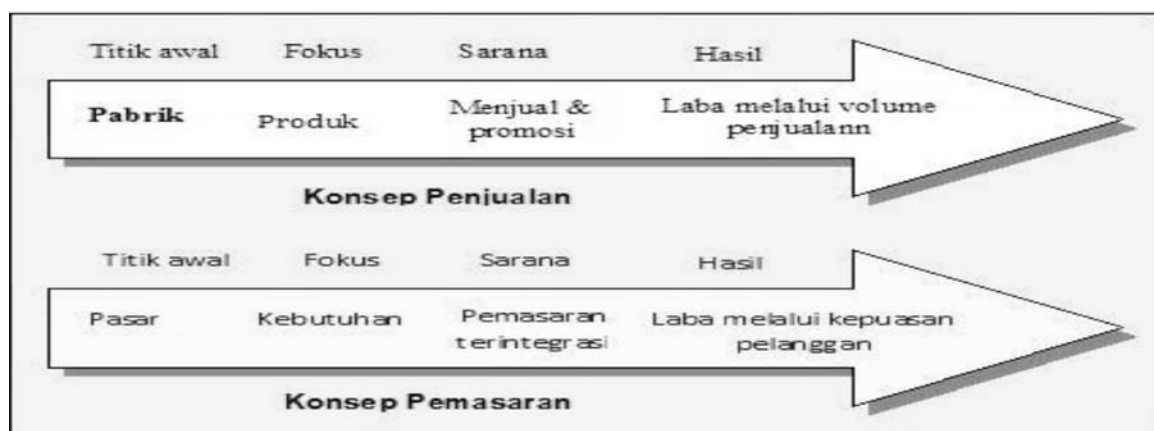 Titik awal Fokus Sarana Hasil
Pabrik Produk Menjual & promosi Laba melalui volume penjualann
Konsep Penjualan
Titik awal Fokus Sarana Hasil
Pasar Kebutuhan Pemasaran terintegrasi Laba melalui kepuasan pelanggan
Konsep Pemasaran